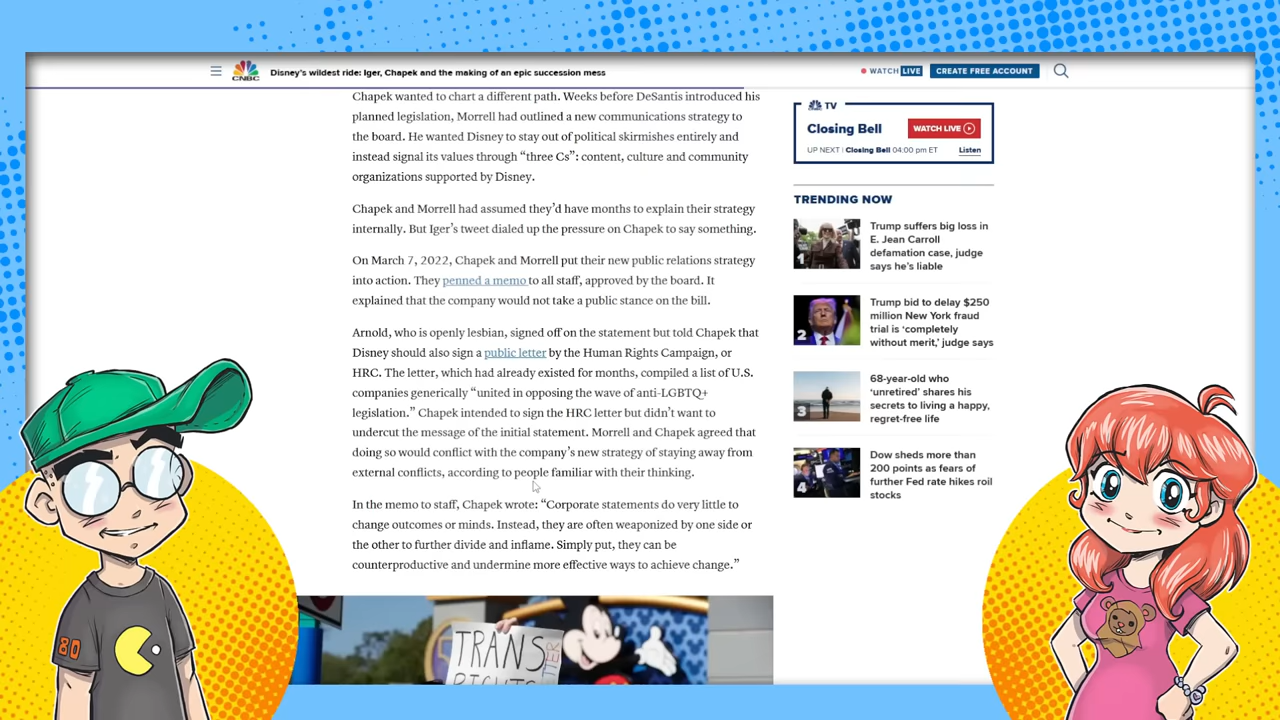 CNBC
Disney's wildest ride: Iger, Chapek and the making of an epic succession mess
WATCH LIVE
CREATE FREE ACCOUNT
Chapek wanted to chart a different path. Weeks before DeSantis introduced his
planned legislation, Morrell had outlined a new communications strategy to
the board. He wanted Disney to stay out of political skirmishes entirely and
instead signal its values through “three Cs”: content, culture and community
organizations supported by Disney.
Chapek and Morrell had assumed they’d have months to explain their strategy
internally. But Iger’s tweet dialed up the pressure on Chapek to say something.
On March 7, 2022, Chapek and Morrell put their new public relations strategy
into action. They penned a memo to all staff, approved by the board. It
explained that the company would not take a public stance on the bill.
Arnold, who is openly lesbian, signed off on the statement but told Chapek that
Disney should also sign a public letter by the Human Rights Campaign, or
HRC. The letter, which had already existed for months, compiled a list of U.S.
companies generically “united in opposing the wave of anti-LGBTQ+
legislation.” Chapek intended to sign the HRC letter but didn’t want to
undercut the message of the initial statement. Morrell and Chapek agreed that
doing so would conflict with the company’s new strategy of staying away from
external conflicts, according to people familiar with their thinking.
In the memo to staff, Chapek wrote: “Corporate statements do very little to
change outcomes or minds. Instead, they are often weaponized by one side or
the other to further divide and inflame. Simply put, they can be
counterproductive and undermine more effective ways to achieve change.”
TRANS
RIGHTS
TV
Closing Bell
WATCH LIVE
UP NEXT | Closing Bell 04:00 pm ET
Listen
TRENDING NOW
1
Trump suffers big loss in
E. Jean Carroll
defamation case, judge
says he’s liable
2
Trump bid to delay $250
million New York fraud
trial is ‘completely
without merit,’ judge says
3
68-year-old who
‘unretired’ shares his
secrets to living a happy,
regret-free life
4
Dow sheds more than
200 points as fears of
further Fed rate hikes roil
stocks
80